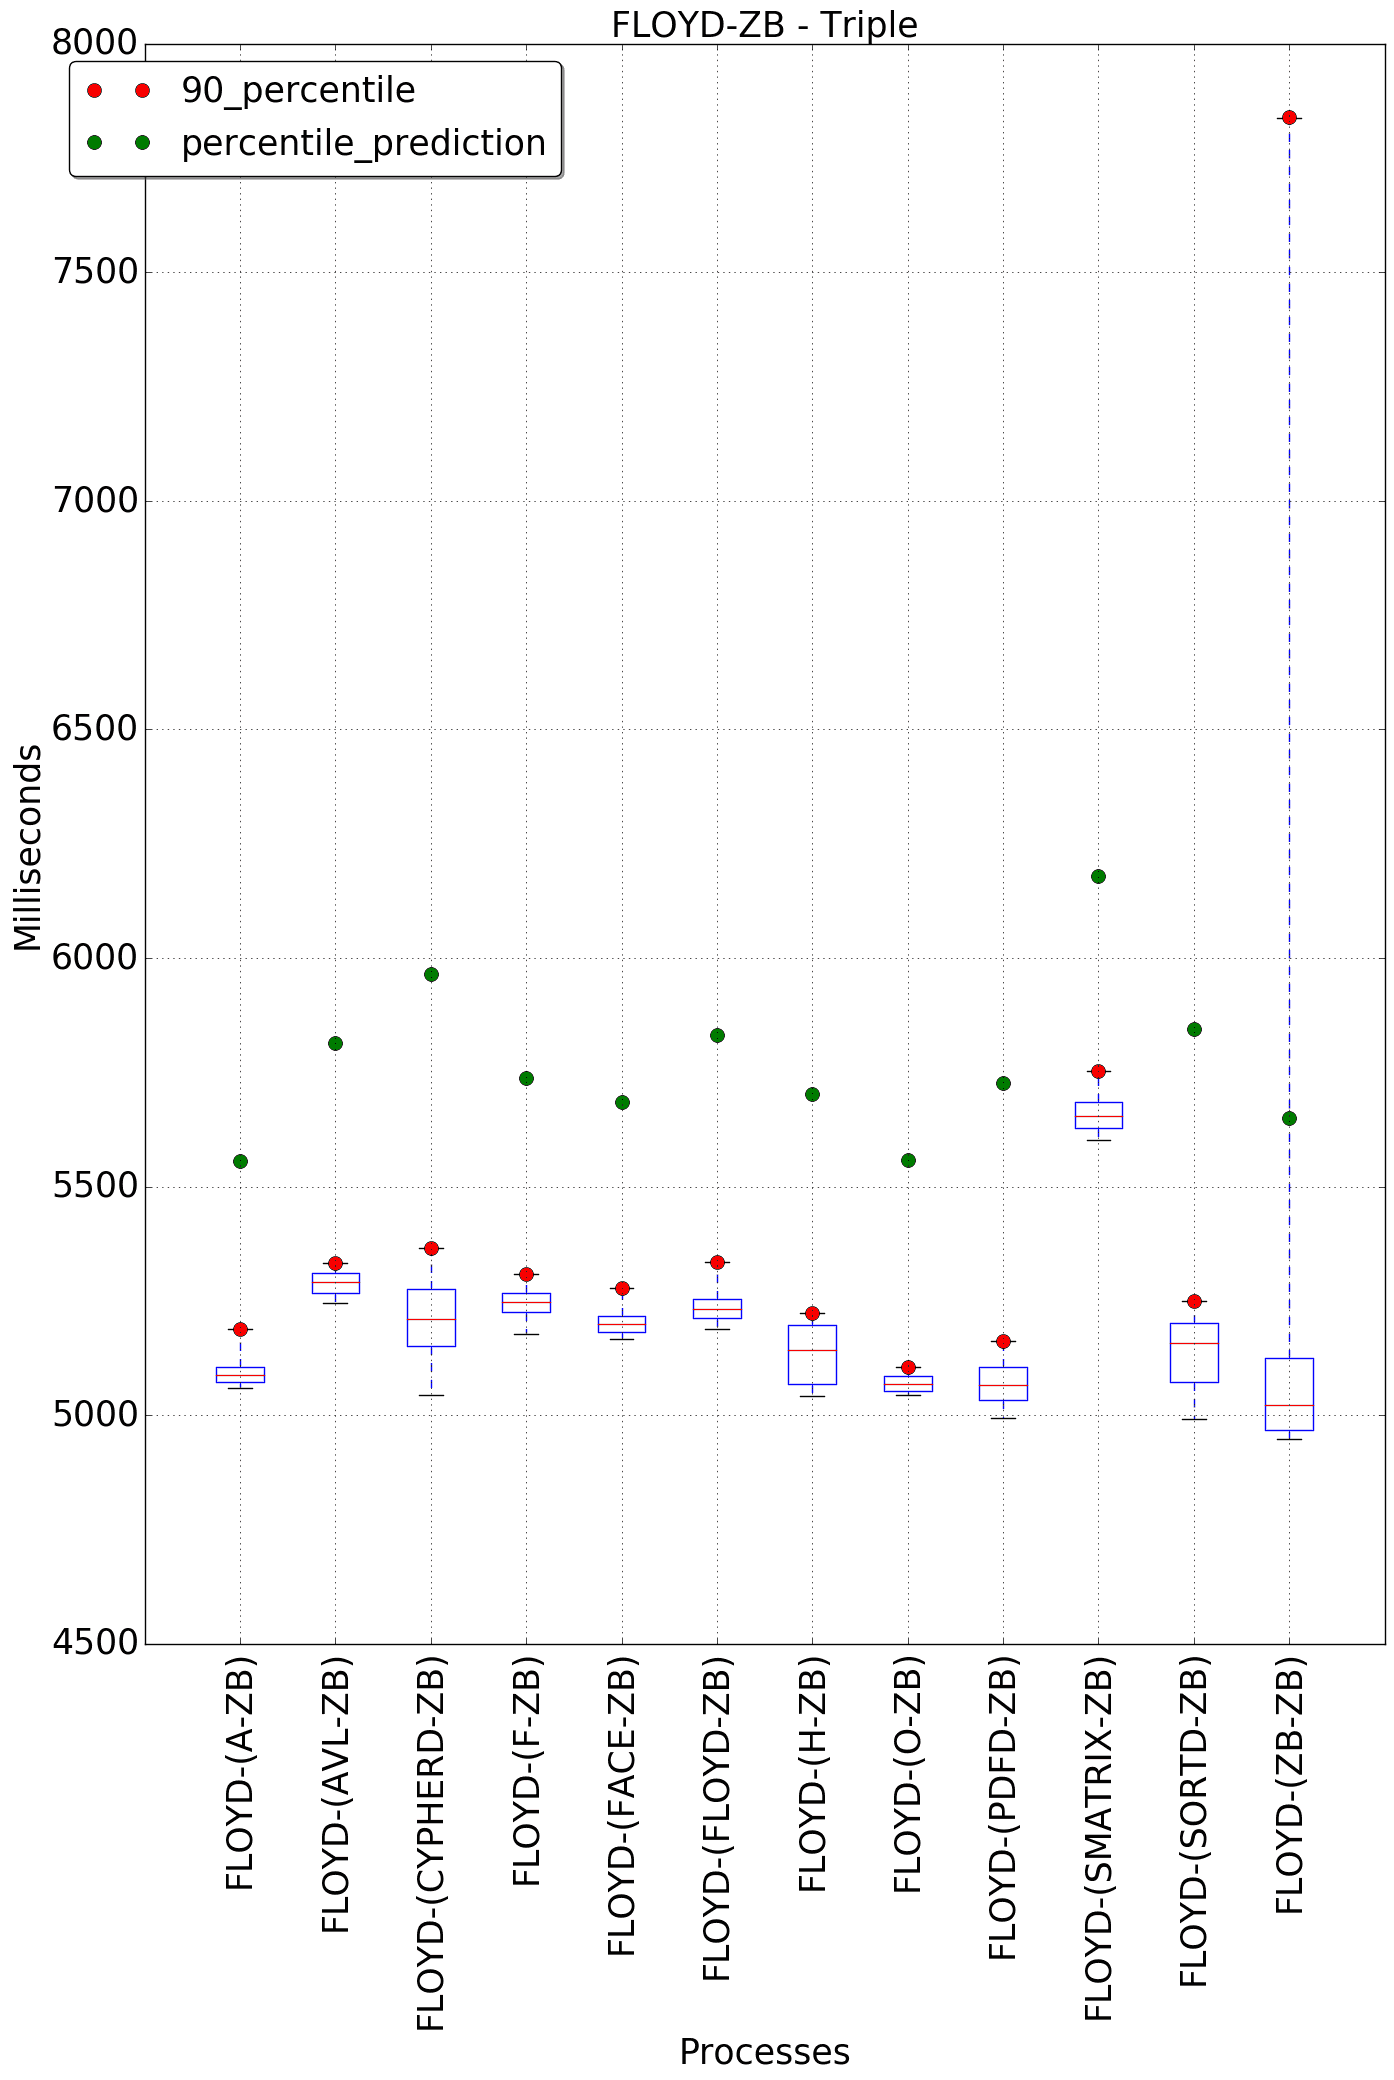 FLOYD-ZB - Triple
90_percentile
percentile_prediction
8000
7500
7000
6500
6000
5500
5000
4500
Milliseconds
FLOYD-(A-ZB)
FLOYD-(AVL-ZB)
FLOYD-(CYPHERD-ZB)
FLOYD-(F-ZB)
FLOYD-(FACE-ZB)
FLOYD-(FLOYD-ZB)
FLOYD-(H-ZB)
FLOYD-(O-ZB)
FLOYD-(PDFD-ZB)
FLOYD-(SMATRIX-ZB)
FLOYD-(SORTD-ZB)
FLOYD-(ZB-ZB)
Processes